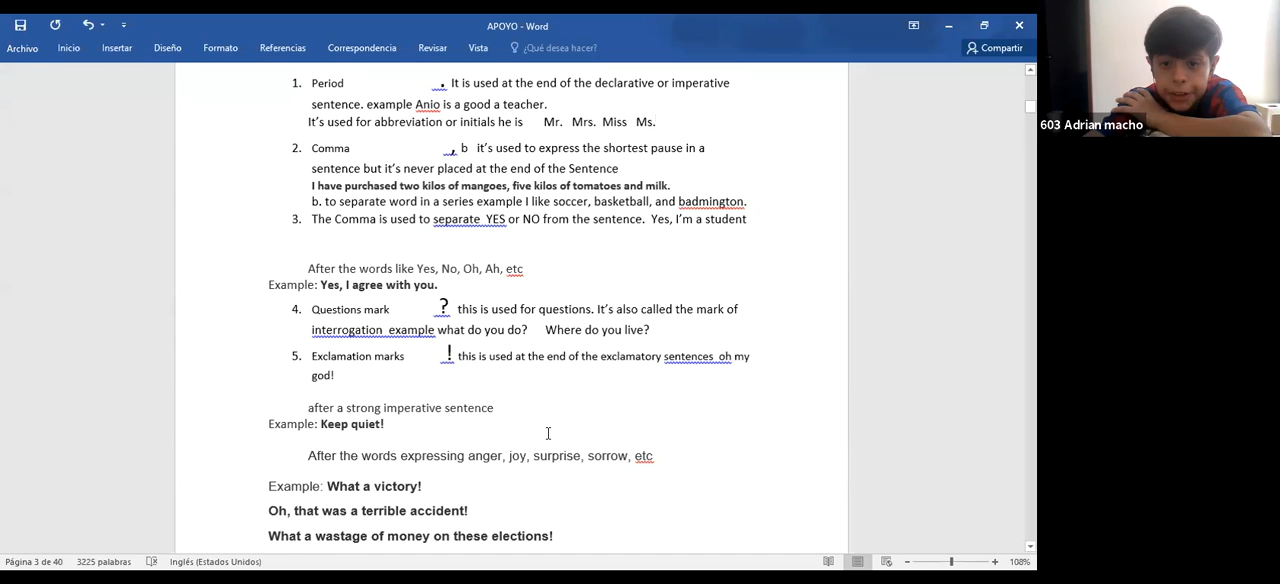 APOYO - Word
Archivo Inicio Insertar Diseño Formato Referencias Correspondencia Revisar Vista ¿Qué desea hacer? Compartir
603 Adrian macho
1. Period . It is used at the end of the declarative or imperative
sentence. example Anio is a good a teacher.
It's used for abbreviation or initials he is Mr. Mrs. Miss Ms.
2. Comma , b it's used to express the shortest pause in a
sentence but it's never placed at the end of the Sentence
I have purchased two kilos of mangoes, five kilos of tomatoes and milk.
b. to separate word in a series example I like soccer, basketball, and badmington.
3. The Comma is used to separate YES or NO from the sentence. Yes, I'm a student
After the words like Yes, No, Oh, Ah, etc
Example: Yes, I agree with you.
4. Questions mark ? this is used for questions. It's also called the mark of
interrogation example what do you do? Where do you live?
5. Exclamation marks ! this is used at the end of the exclamatory sentences oh my
god!
after a strong imperative sentence
Example: Keep quiet!
After the words expressing anger, joy, surprise, sorrow, etc
Example: What a victory!
Oh, that was a terrible accident!
What a wastage of money on these elections!
Página 3 de 40 3225 palabras Inglés (Estados Unidos) 108%